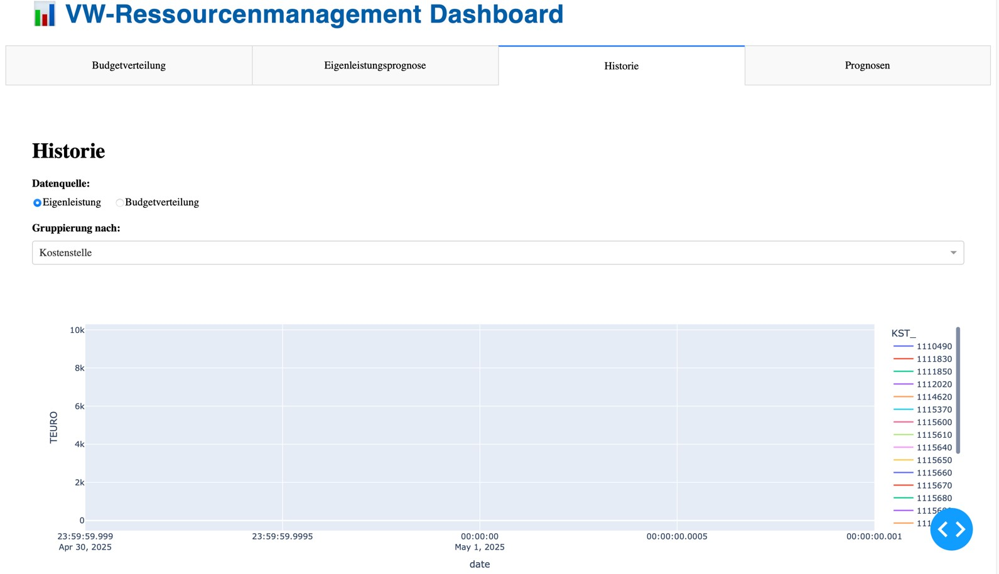 VW-Ressourcenmanagement Dashboard
Budgetverteilung
Eigenleistungsprognose
Historie
Prognosen
Historie
Datenquelle:
Eigenleistung
Budgetverteilung
Gruppierung nach:
Kostenstelle
10k
8k
6k
4k
2k
0
TEURO
23:59:59.999
Apr 30, 2025
23:59:59.9995
00:00:00
May 1, 2025
00:00:00.0005
00:00:00.001
date
KST_
1110490
1111830
1111850
1112020
1114620
1115370
1115600
1115610
1115640
1115650
1115660
1115670
1115680